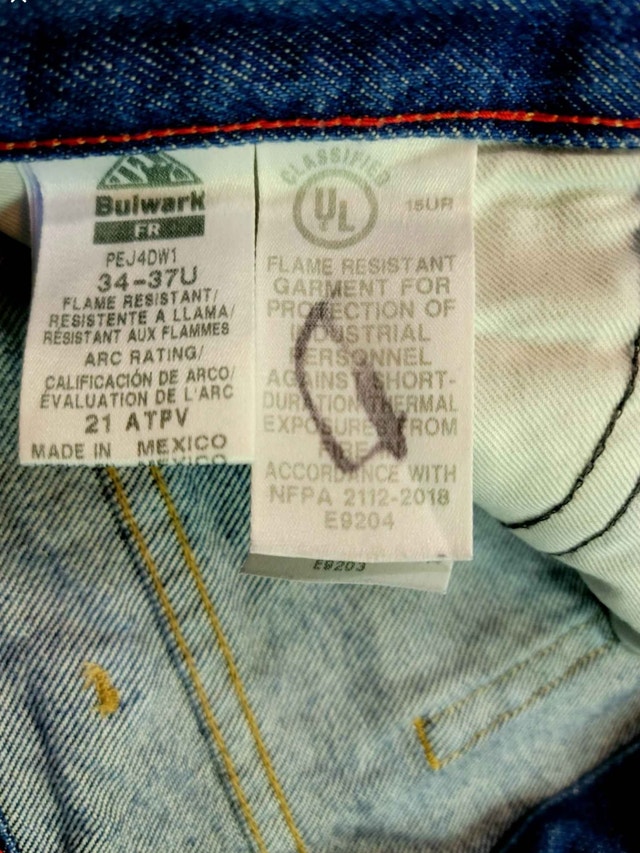 Bulwark
FR
PEJ4DW1
34-37U
FLAME RESISTANT/
RESISTENTE A LLAMA/
RÉSISTANT AUX FLAMMES
ARC RATING/
CALIFICACIÓN DE ARCO/
ÉVALUATION DE L'ARC
21 ATPV
MADE IN MEXICO
MEXICO
CLASSIFIED
UL
15UR
FLAME RESISTANT
GARMENT FOR
PROTECTION OF
INDUSTRIAL
PERSONNEL
AGAINST SHORT-
DURATION THERMAL
EXPOSURES FROM
FIRE
ACCORDANCE WITH
NFPA 2112-2018
E9204
E9203